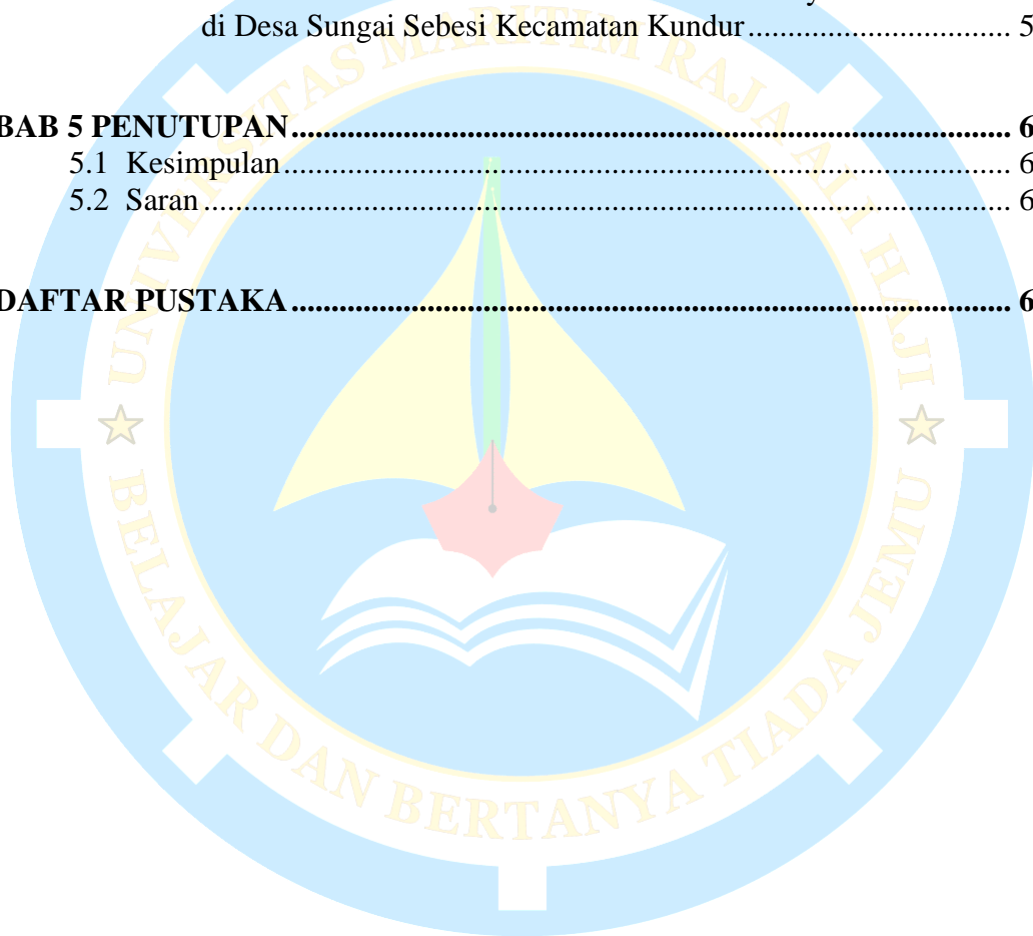 di Desa Sungai Sebesi Kecamatan Kundur ................................ 5
BAB 5 PENUTUPAN ........................................................................ 6
5.1 Kesimpulan ......................................................................... 6
5.2 Saran ................................................................................. 6
DAFTAR PUSTAKA ........................................................................ 6
UNIVERSITAS MARITIM RAJA ALI HAJI
BELAJAR DAN BERTANYA TIADA JEMU